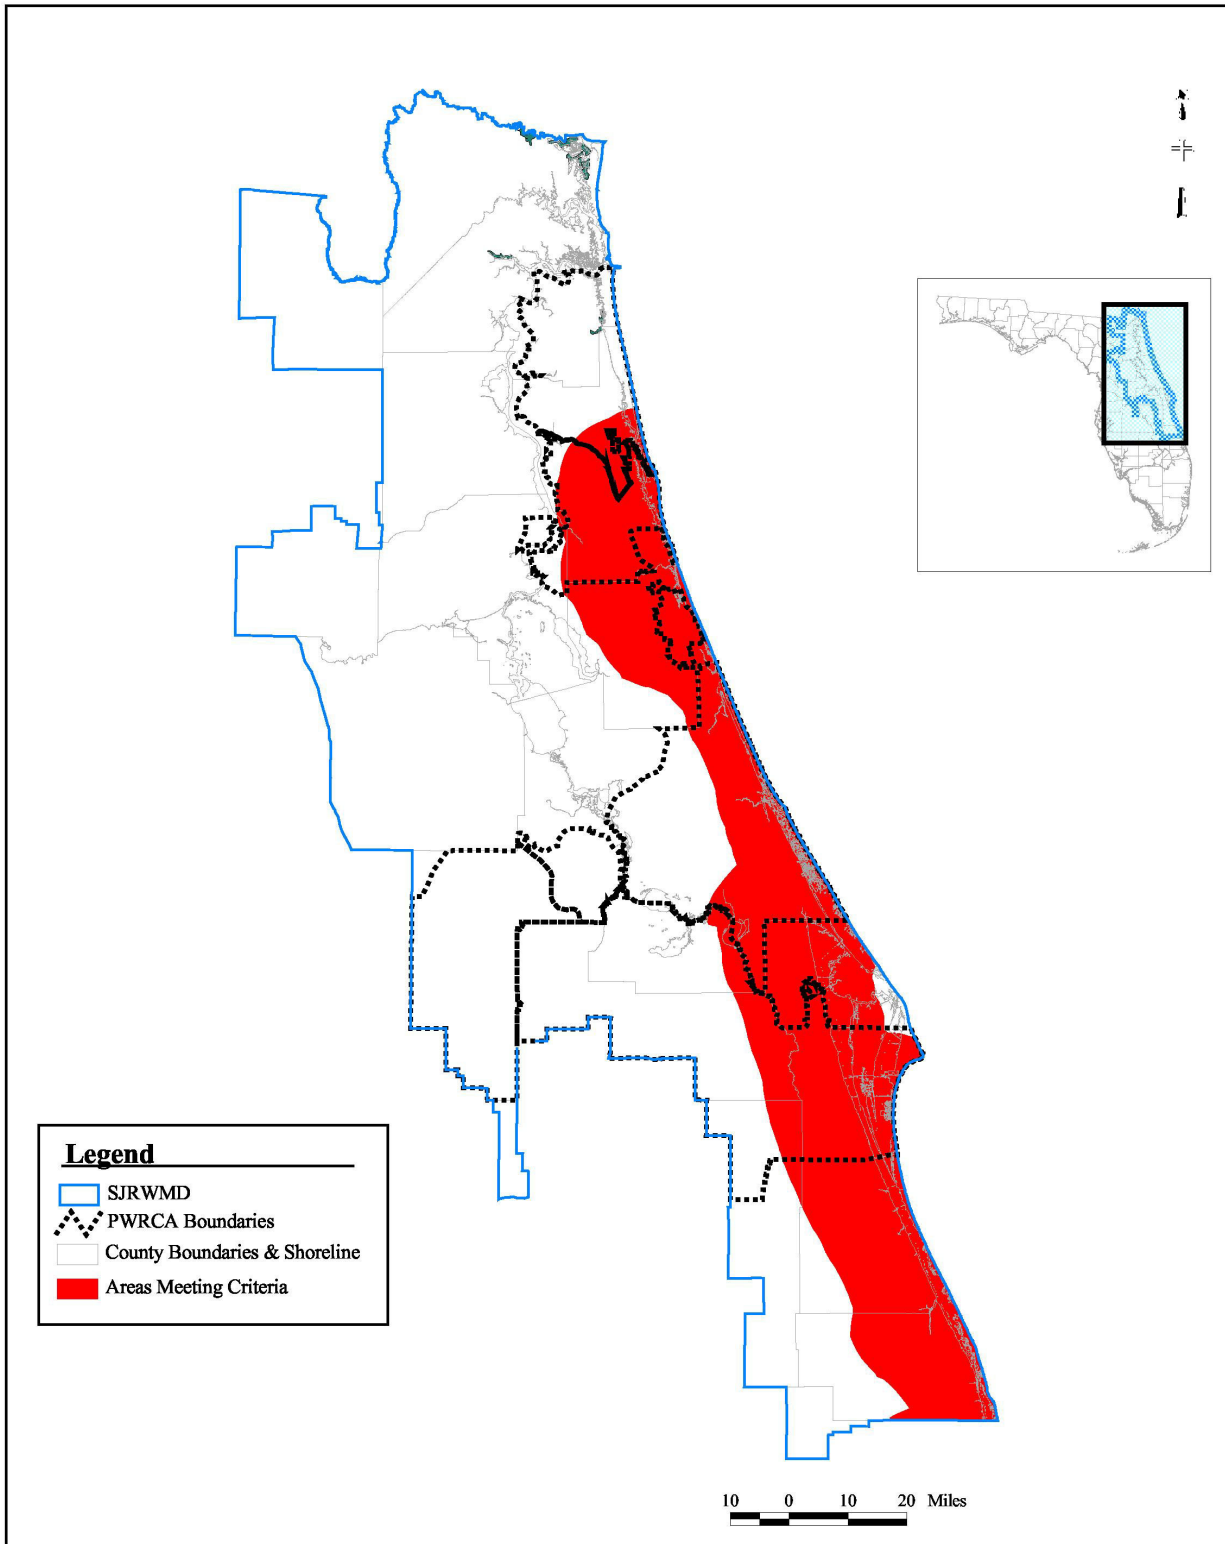 Legend
SJRWMD
PWRCA Boundaries
County Boundaries & Shoreline
Areas Meeting Criteria
10 0 10 20 Miles